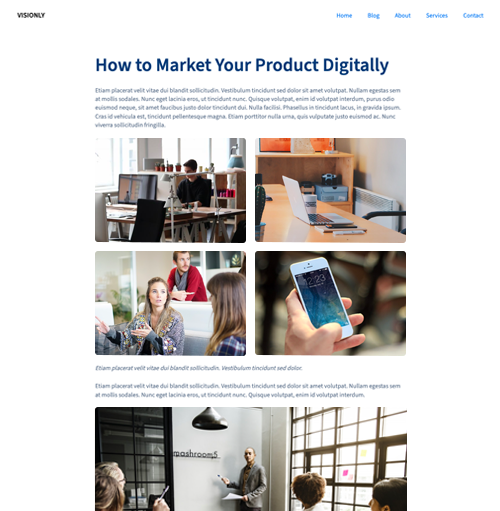 VISIONLY
Home Blog About Services Contact
How to Market Your Product Digitally
Etiam placerat velit vitae dui blandit sollicitudin. Vestibulum tincidunt sed dolor sit amet volutpat. Nullam egestas sem
at mollis sodales. Nunc eget lacinia eros, ut tincidunt nunc. Quisque volutpat, enim id volutpat interdum, purus odio
euismod neque, sit amet faucibus justo dolor tincidunt dui. Nulla facilisi. Phasellus in tincidunt lacus, in gravida ipsum.
Cras id vehicula est, tincidunt pellentesque magna. Etiam porttitor nulla urna, quis vulputate justo euismod ac. Nunc
viverra sollicitudin fringilla.
Etiam placerat velit vitae dui blandit sollicitudin. Vestibulum tincidunt sed dolor.
Etiam placerat velit vitae dui blandit sollicitudin. Vestibulum tincidunt sed dolor sit amet volutpat. Nullam egestas sem
at mollis sodales. Nunc eget lacinia eros, ut tincidunt nunc. Quisque volutpat, enim id volutpat interdum.